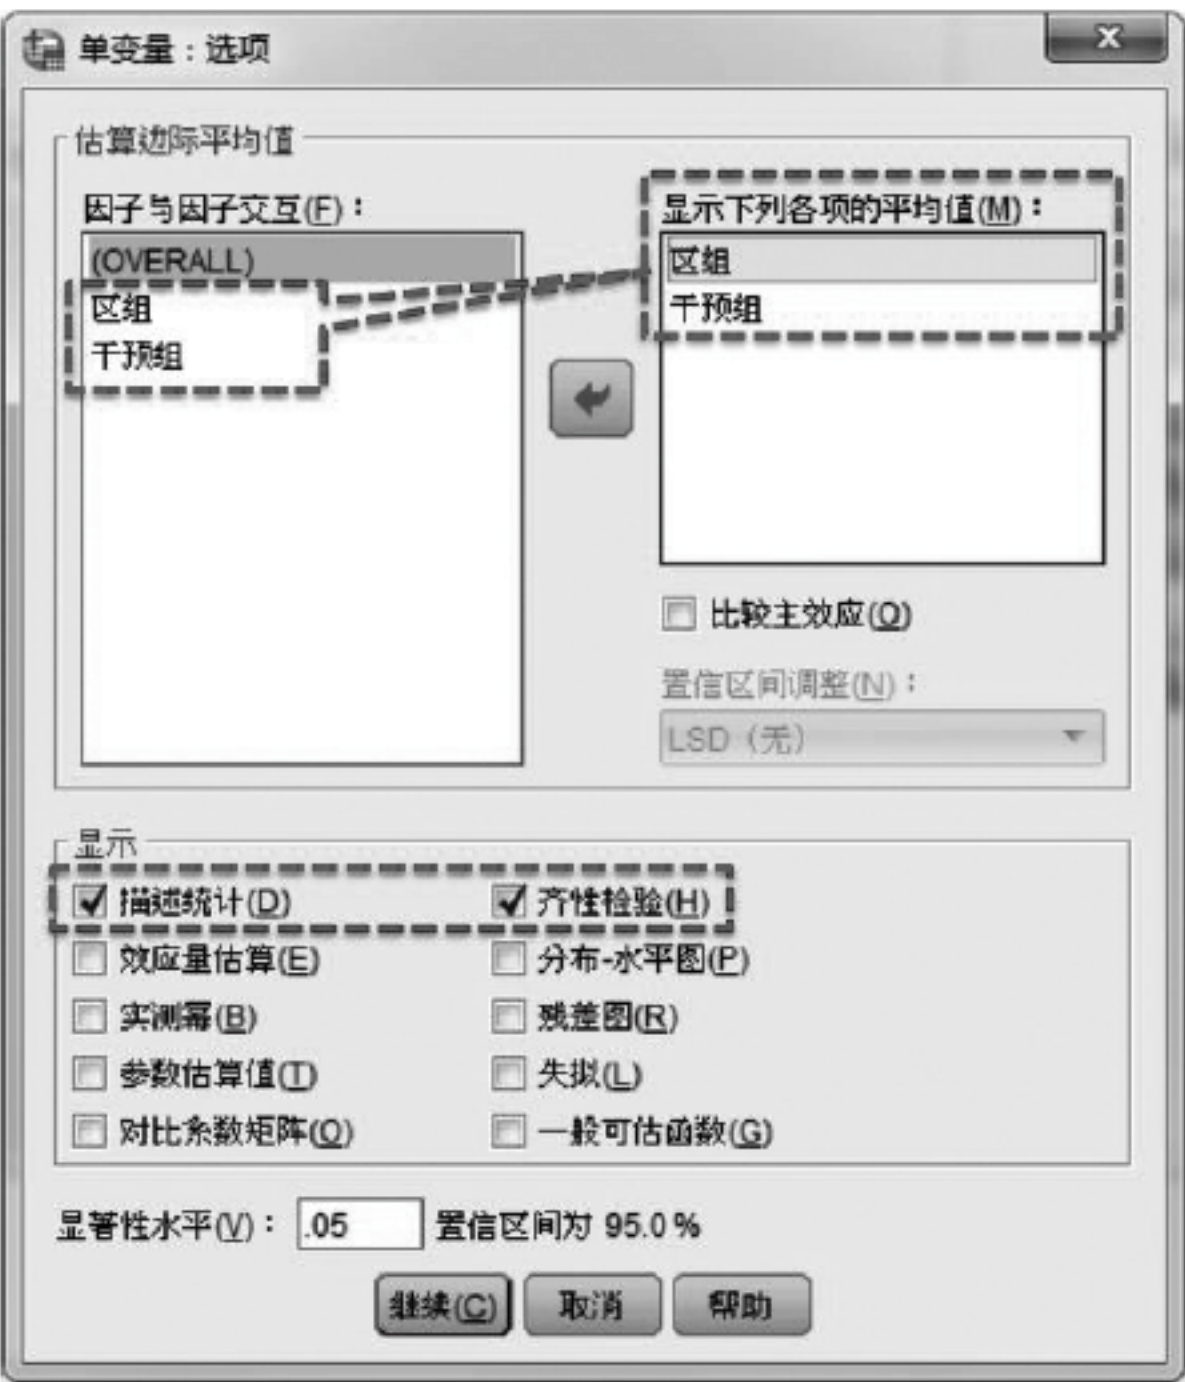 单变量：选项
估算边际平均值
因子与因子交互(F)：
(OVERALL)
区组
干预组
显示下列各项的平均值(M)：
区组
干预组
比较主效应(O)
置信区间调整(N)：
LSD（无）
显示
描述统计(D)
齐性检验(H)
效应量估算(E)
分布-水平图(P)
实测幂(B)
残差图(R)
参数估算值(T)
失拟(L)
对比系数矩阵(O)
一般可估函数(G)
显著性水平(V)： .05 置信区间为 95.0 %
继续(C) 取消 帮助